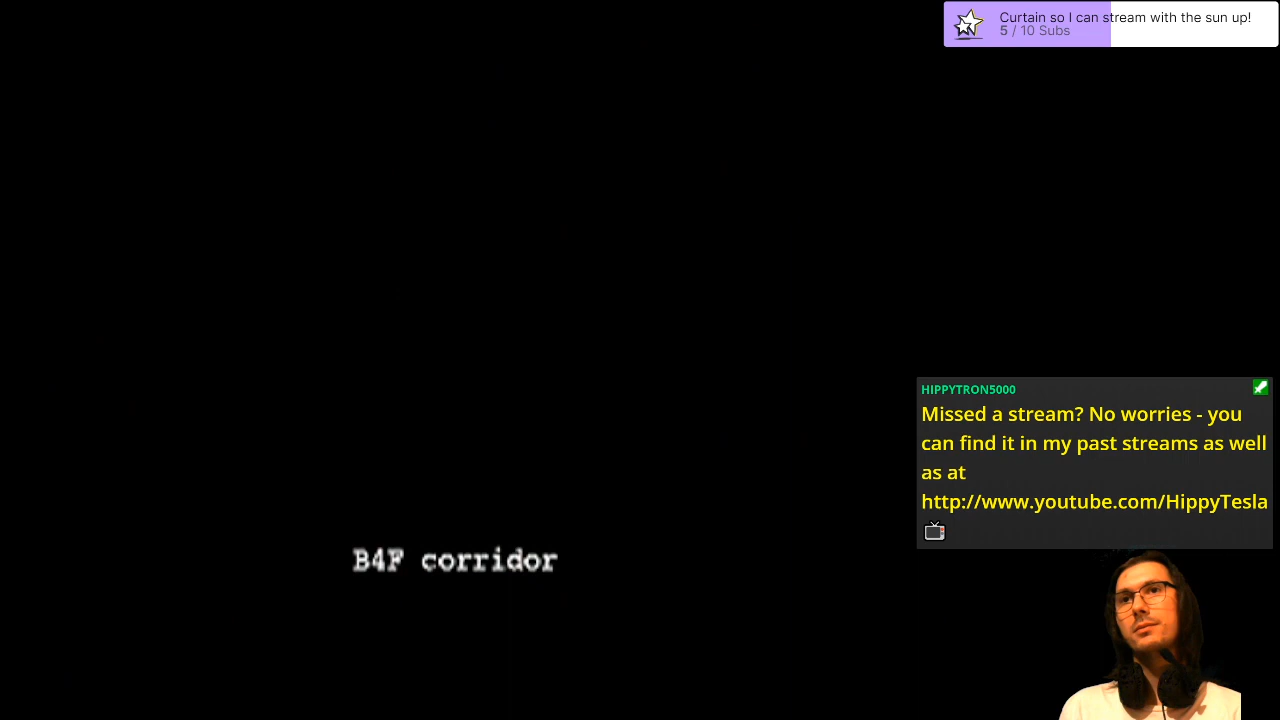 Curtain so I can stream with the sun up!
5 / 10 Subs
HIPPYTRON5000
Missed a stream? No worries - you
can find it in my past streams as well
as at
http://www.youtube.com/HippyTesla
B4F corridor